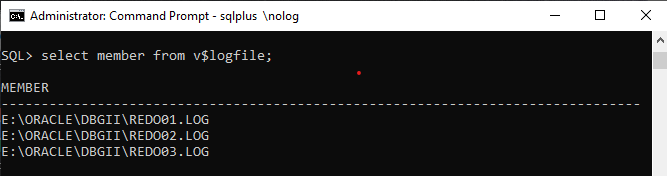 Administrator: Command Prompt - sqlplus \nolog
SQL> select member from v$logfile;
MEMBER
--------------------------------------------------------------------------------
E:\ORACLE\DBGII\REDO01.LOG
E:\ORACLE\DBGII\REDO02.LOG
E:\ORACLE\DBGII\REDO03.LOG